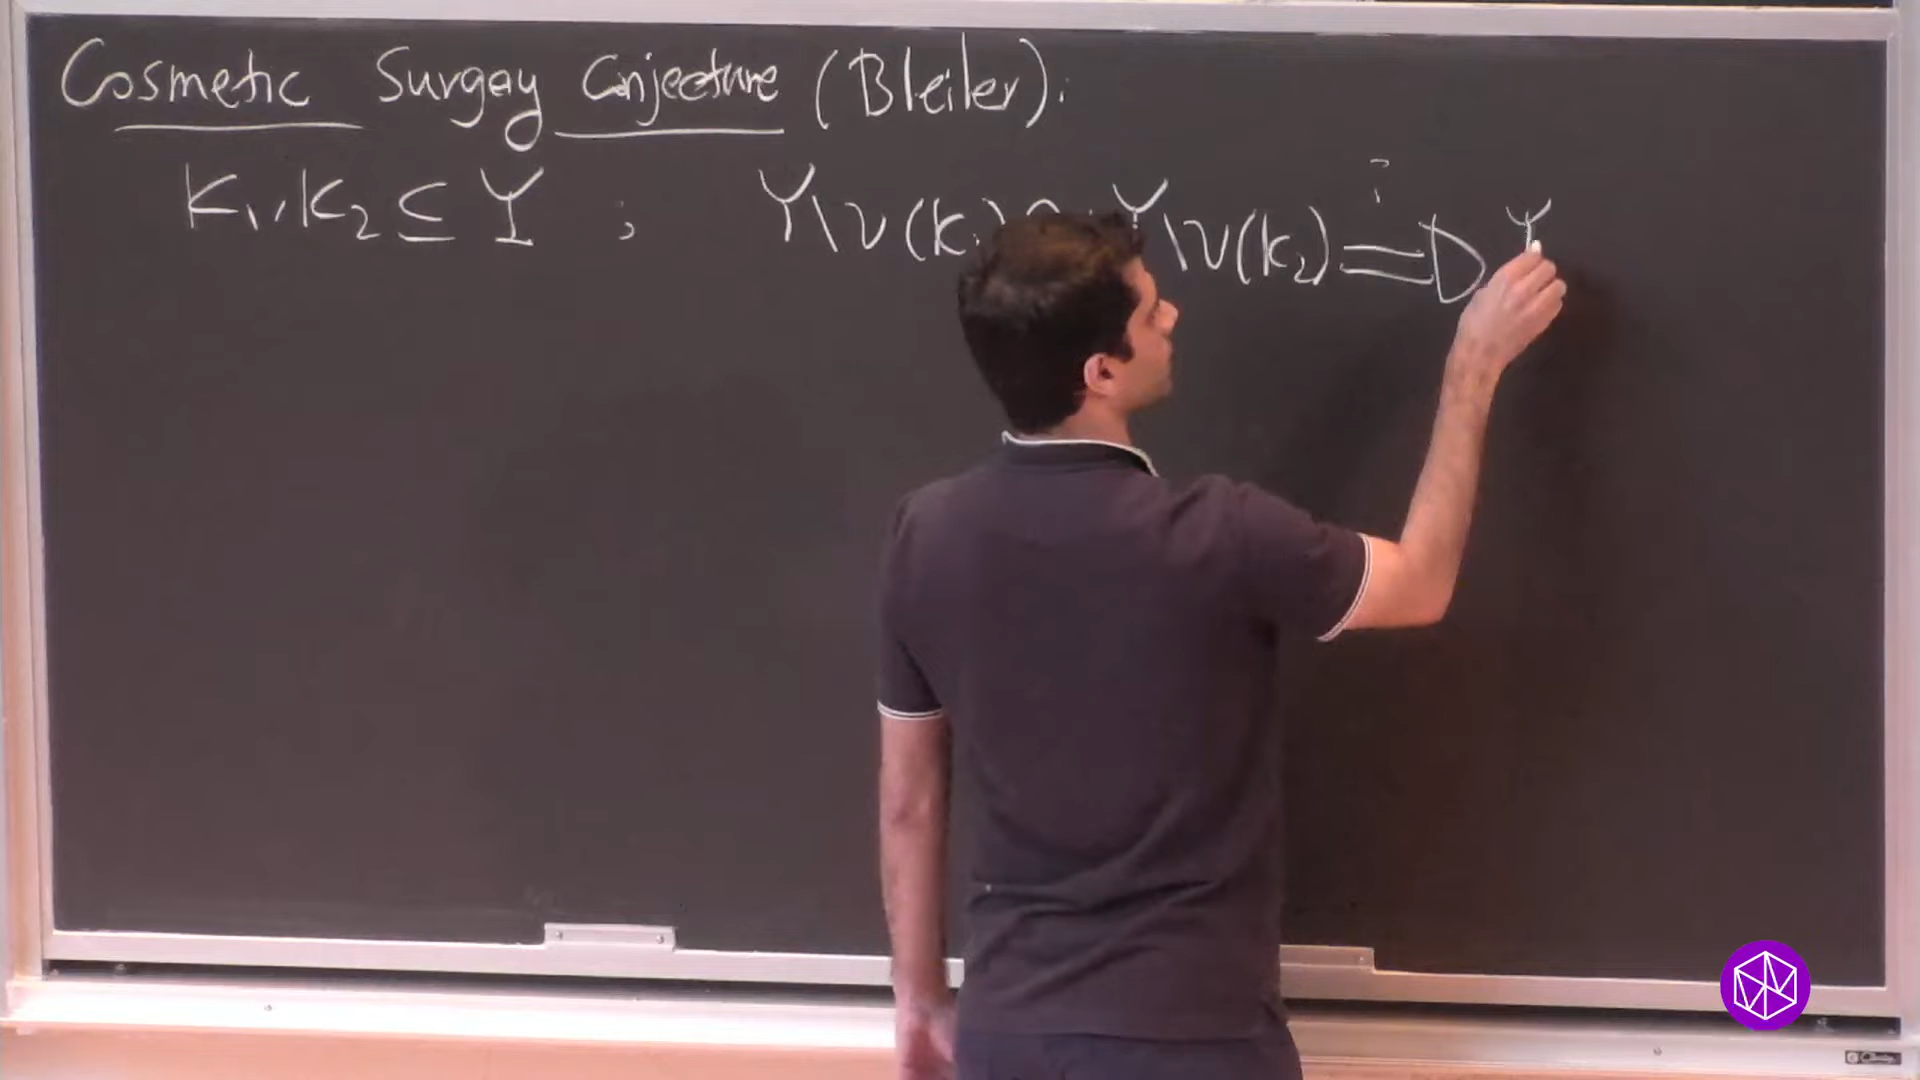 Cosmetic Surgery Conjecture (Bleiler):
K₁, K₂ ⊆ Y ; Y\ν(K₁) ≅ Y\ν(K₂) ⟹ ? Y